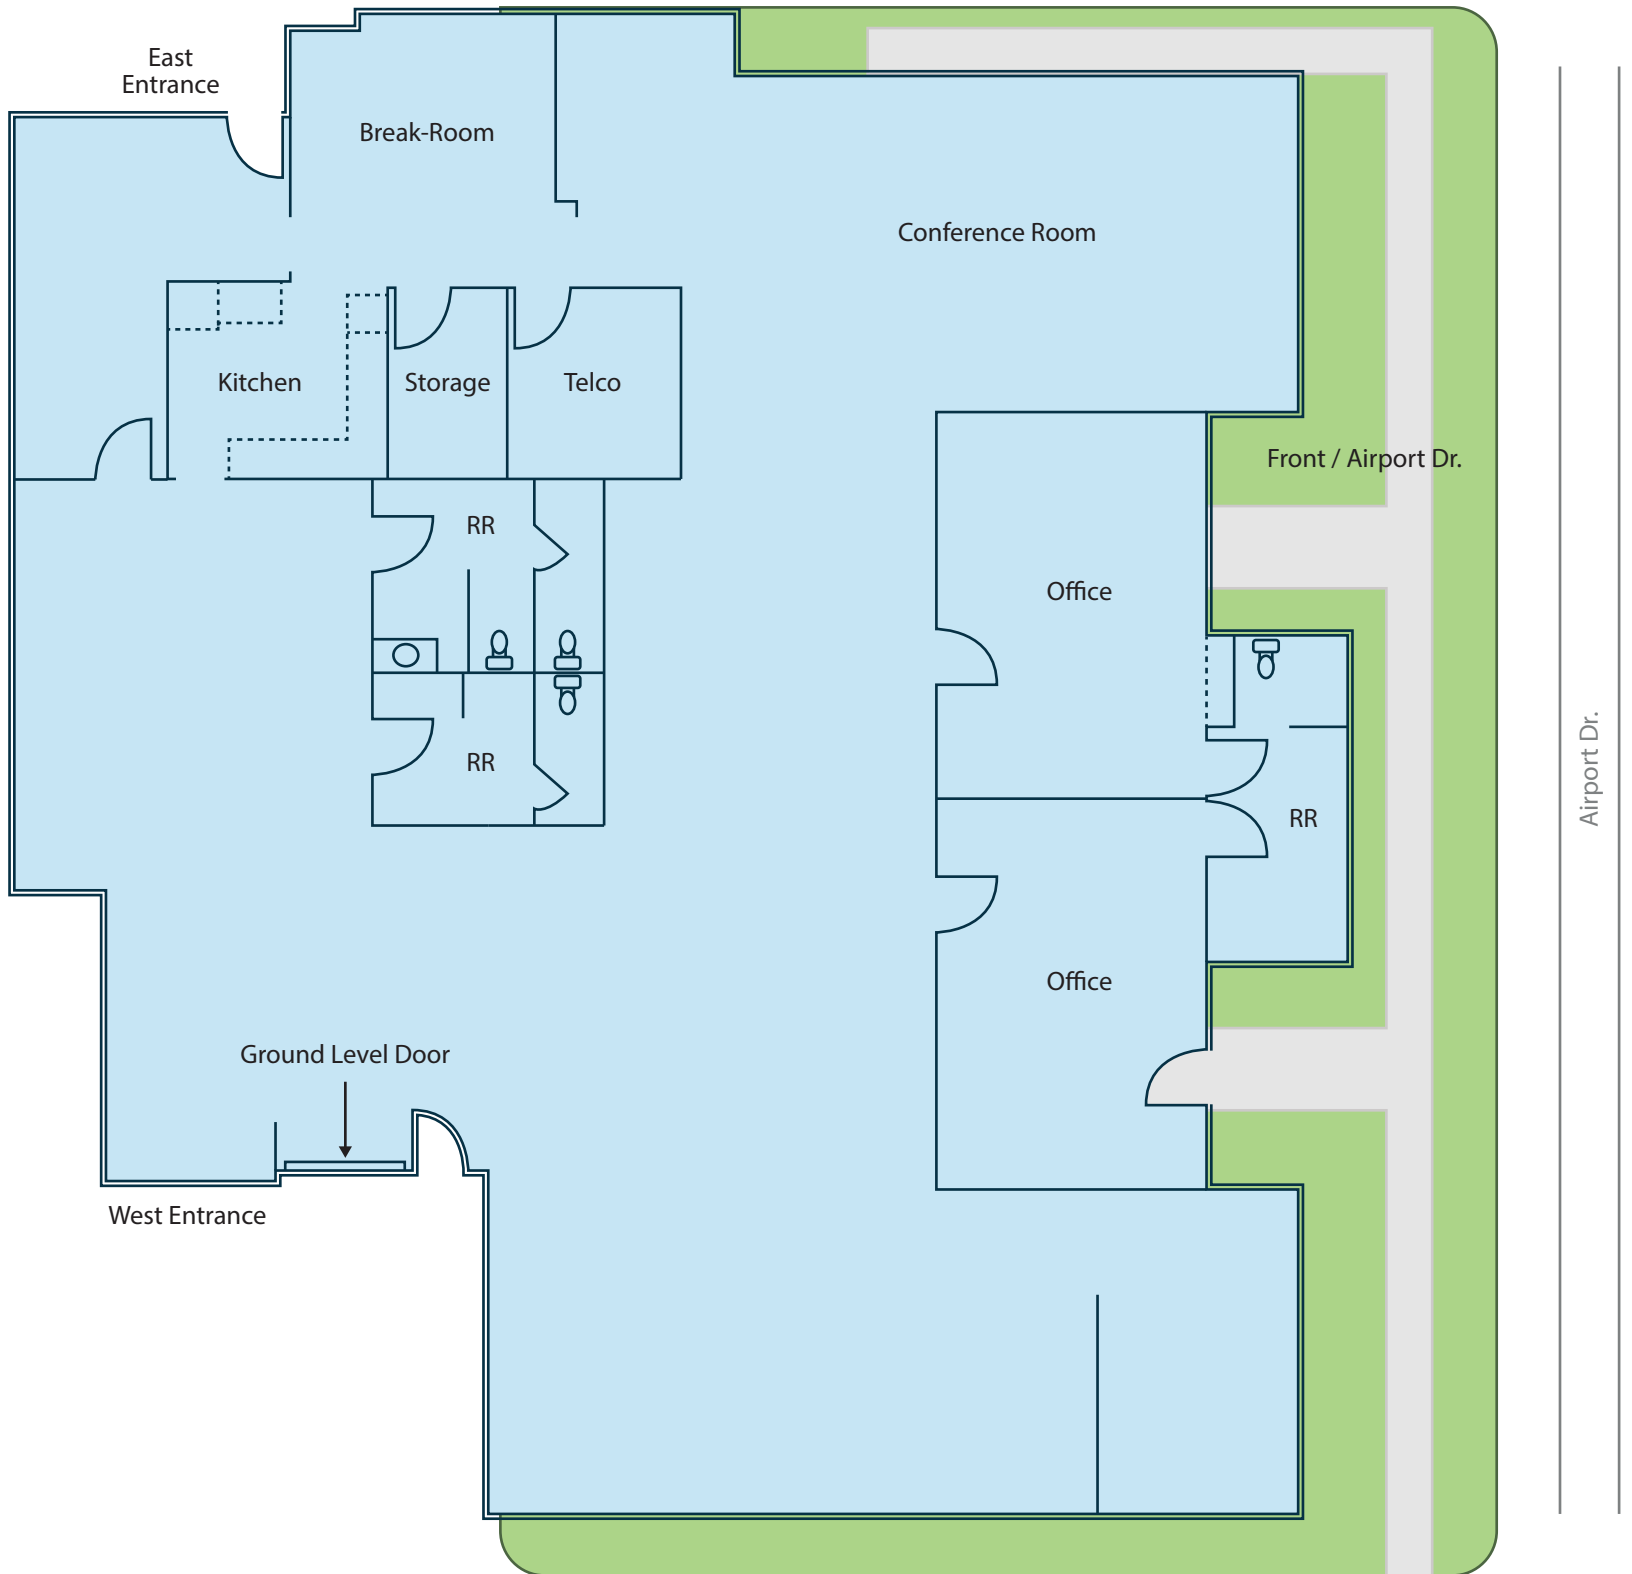 East
Entrance
Break-Room
Conference Room
Kitchen
Storage
Telco
Front / Airport Dr.
RR
Office
RR
RR
Airport Dr.
Office
Ground Level Door
West Entrance